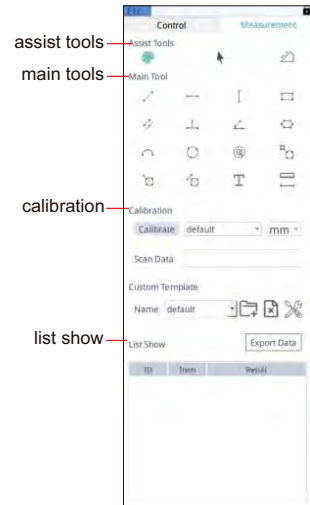 EN
Control Measurement
assist tools Assist Tools
main tools Main Tool
T
calibration Calibration
Calibrate default mm
Scan Data
Custom Template
Name default
list show List Show Export Data
ID Item Result